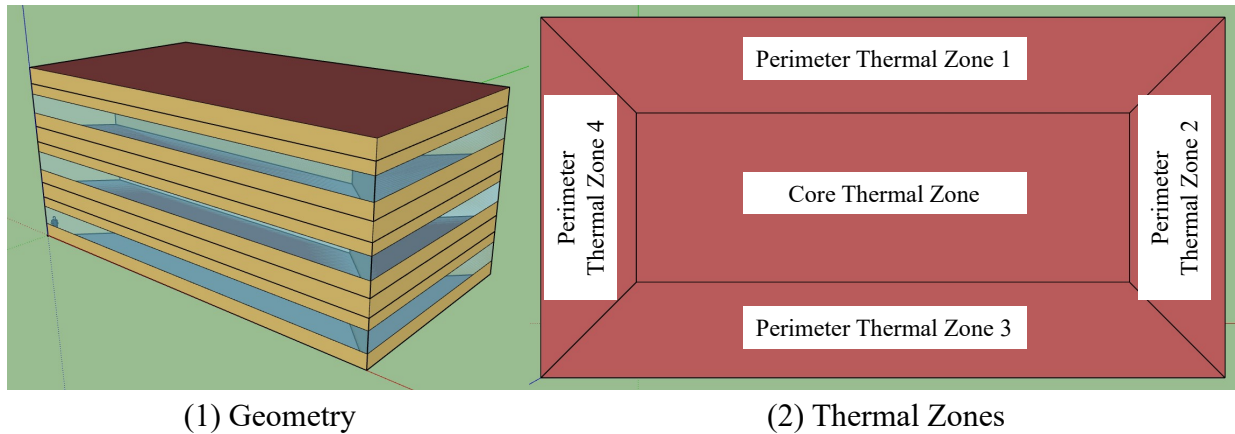 Perimeter Thermal Zone 1
Perimeter
Thermal Zone 4
Core Thermal Zone
Perimeter
Thermal Zone 2
Perimeter Thermal Zone 3
(1) Geometry
(2) Thermal Zones